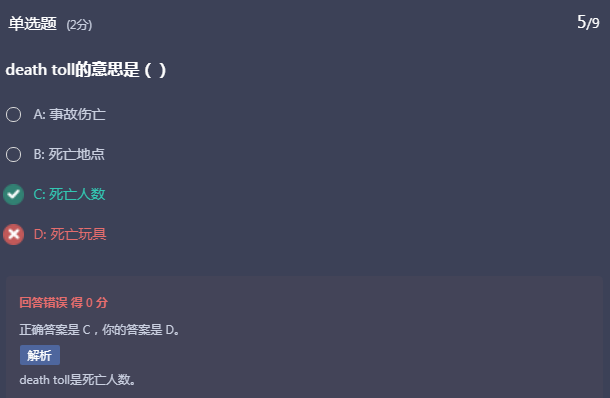 单选题 (2分) 5/9
death toll的意思是 ( )
A: 事故伤亡
B: 死亡地点
C: 死亡人数
D: 死亡玩具
回答错误 得 0 分
正确答案是 C，你的答案是 D。
解析
death toll是死亡人数。